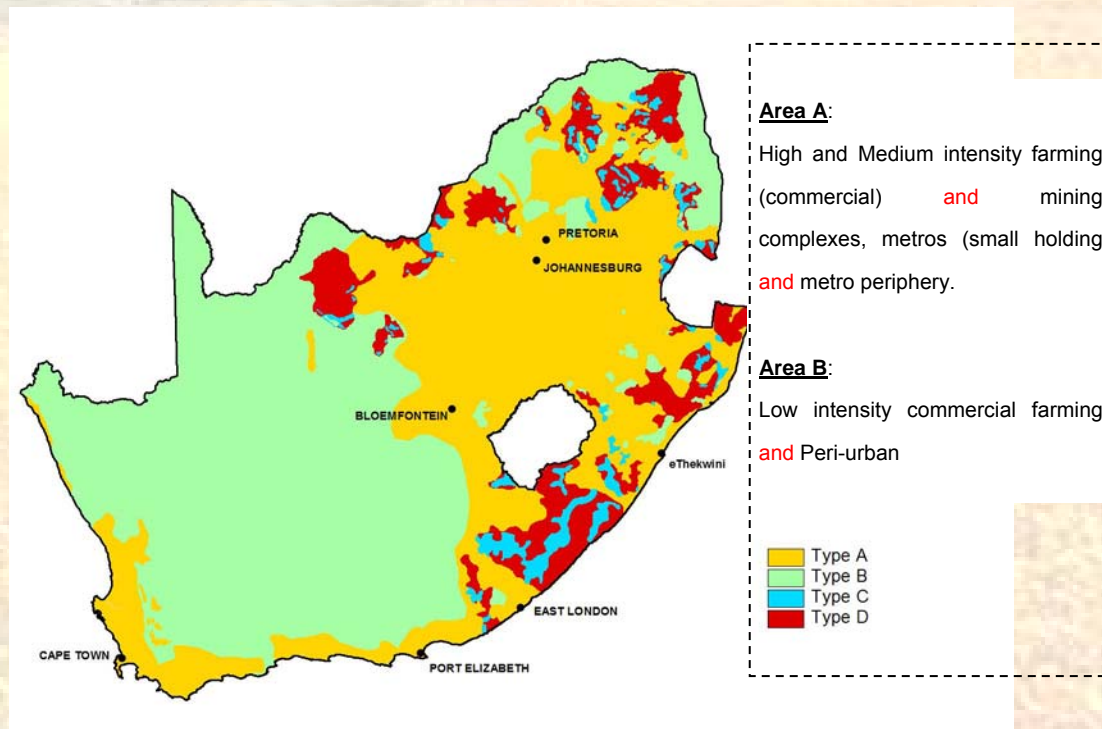 PRETORIA
JOHANNESBURG
BLOEMFONTEIN
eThekwini
EAST LONDON
CAPE TOWN
PORT ELIZABETH
Area A:
High and Medium intensity farming
(commercial) and mining
complexes, metros (small holding
and metro periphery.
Area B:
Low intensity commercial farming
and Peri-urban
Type A
Type B
Type C
Type D